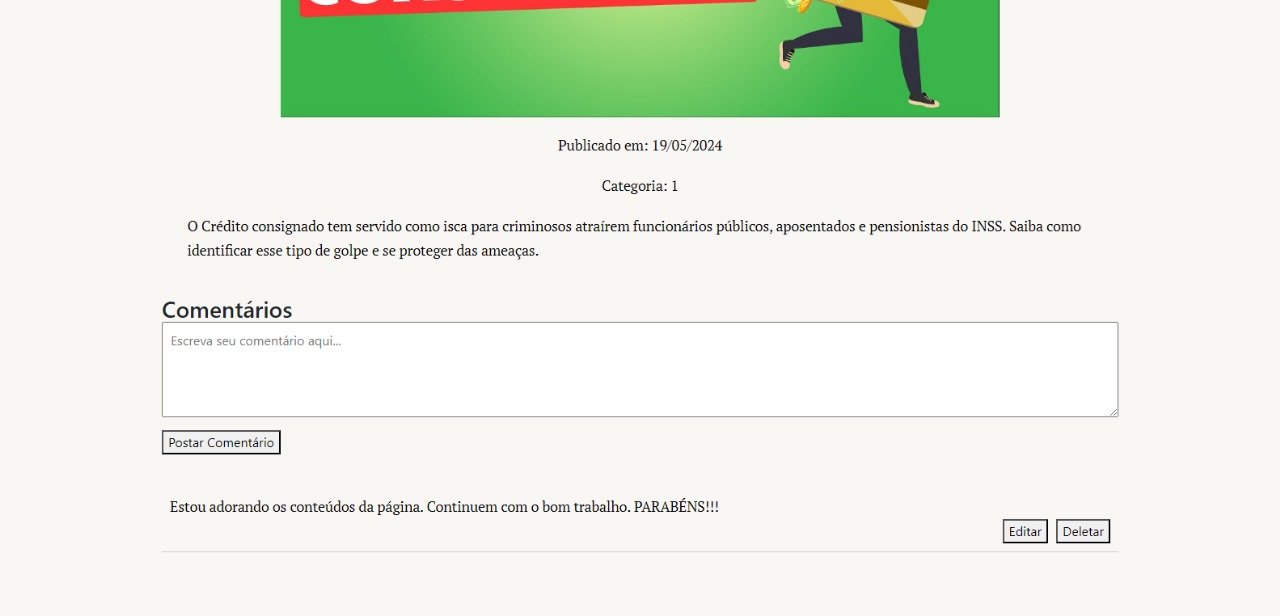 Publicado em: 19/05/2024
Categoria: 1
O Crédito consignado tem servido como isca para criminosos atraírem funcionários públicos, aposentados e pensionistas do INSS. Saiba como
identificar esse tipo de golpe e se proteger das ameaças.
Comentários
Escreva seu comentário aqui...
Postar Comentário
Estou adorando os conteúdos da página. Continuem com o bom trabalho. PARABÉNS!!!
Editar Deletar